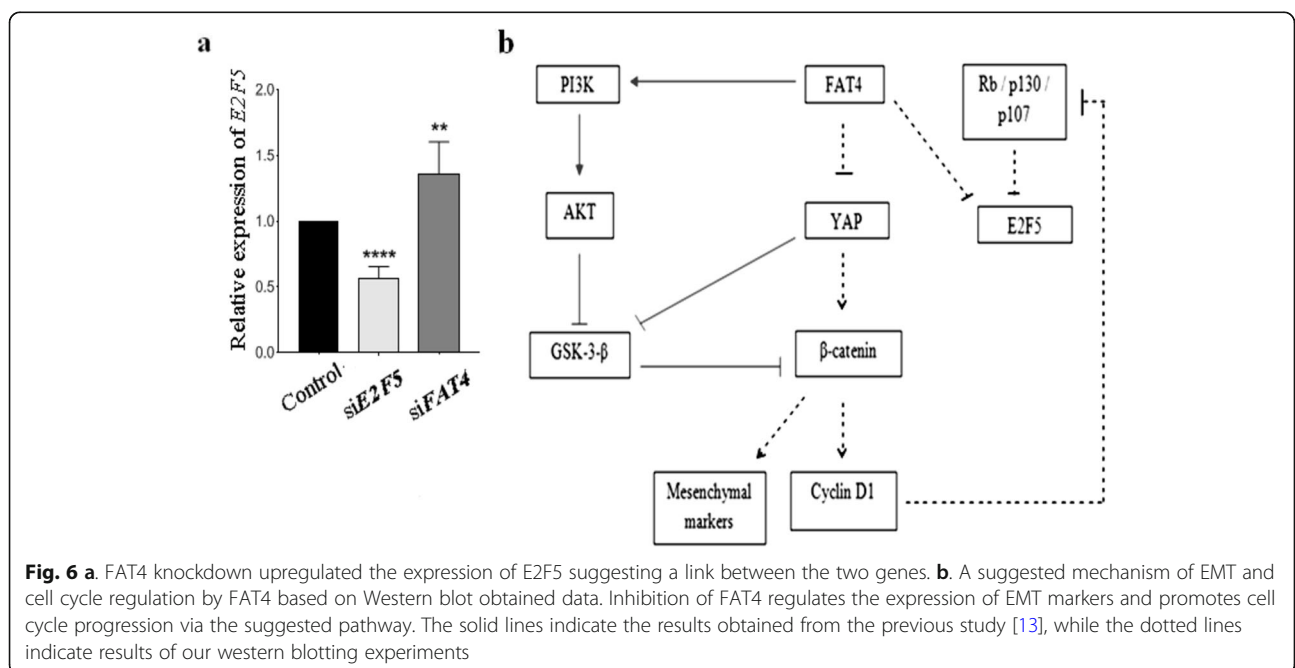 a
b
Relative expression of E2F5
2.0
1.5
1.0
0.5
0.0
****
**
Control
siE2F5
siFAT4
PI3K
FAT4
Rb / p130 /
p107
AKT
YAP
E2F5
GSK-3-β
β-catenin
Mesenchymal
markers
Cyclin D1
Fig. 6 a. FAT4 knockdown upregulated the expression of E2F5 suggesting a link between the two genes. b. A suggested mechanism of EMT and
cell cycle regulation by FAT4 based on Western blot obtained data. Inhibition of FAT4 regulates the expression of EMT markers and promotes cell
cycle progression via the suggested pathway. The solid lines indicate the results obtained from the previous study [13], while the dotted lines
indicate results of our western blotting experiments